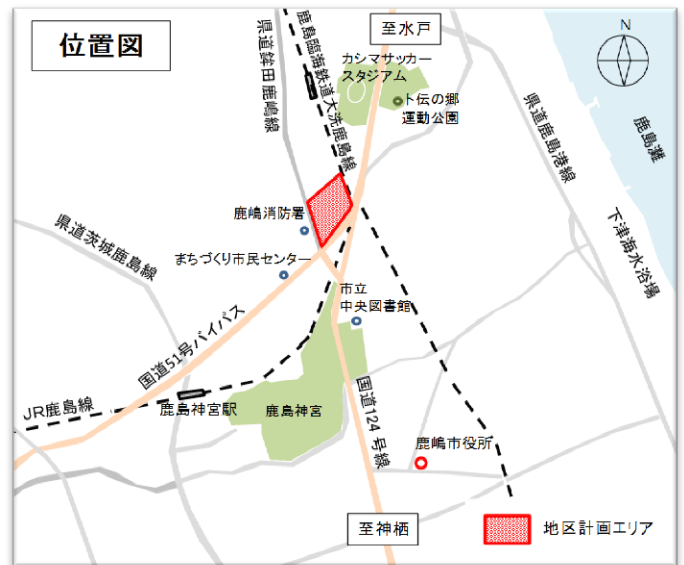 位置図
至水戸
N
県道鉾田鹿嶋線
鹿島臨海鉄道大洗鹿島線
カシマサッカー
スタジアム
卜伝の郷
運動公園
県道鹿島港線
鹿島灘
下津海水浴場
鹿嶋消防署
まちづくり市民センター
県道茨城鹿島線
国道51号バイパス
市立
中央図書館
JR鹿島線
鹿島神宮駅
鹿島神宮
国道124号線
鹿嶋市役所
至神栖
地区計画エリア